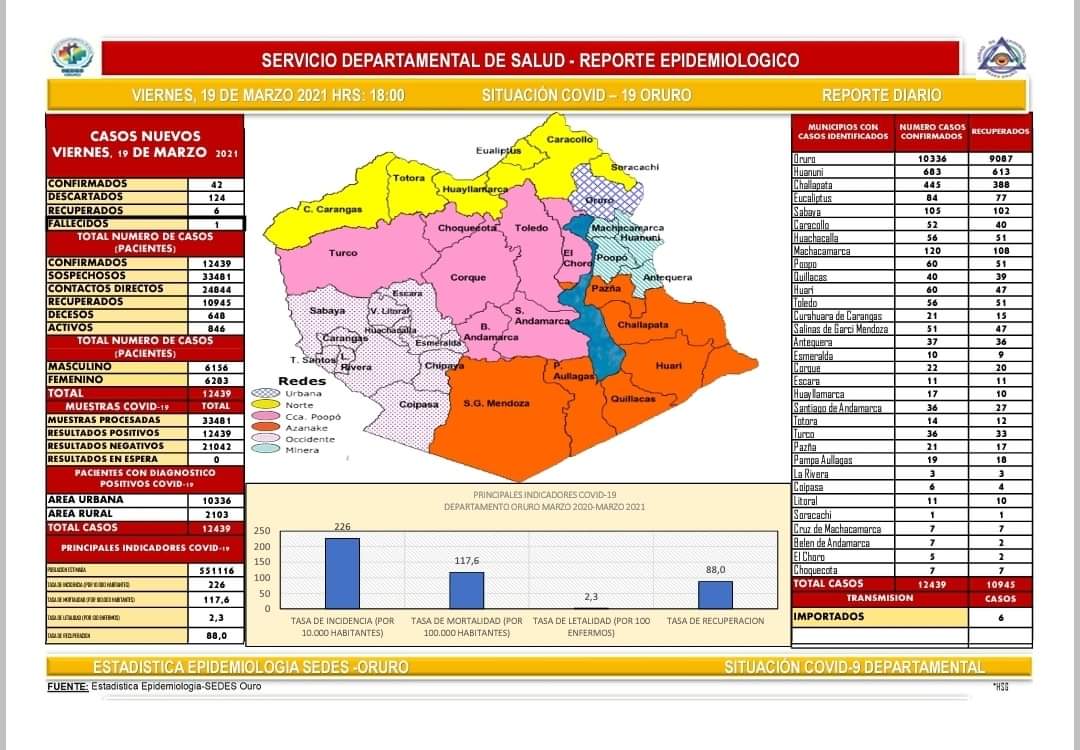 SERVICIO DEPARTAMENTAL DE SALUD - REPORTE EPIDEMIOLOGICO
VIERNES, 19 DE MARZO 2021 HRS: 18:00 SITUACIÓN COVID – 19 ORURO REPORTE DIARIO
CASOS NUEVOS
VIERNES, 19 DE MARZO 2021
CONFIRMADOS 42
DESCARTADOS 124
RECUPERADOS 6
FALLECIDOS 1
TOTAL NUMERO DE CASOS
(PACIENTES)
CONFIRMADOS 12439
SOSPECHOSOS 33481
CONTACTOS DIRECTOS 24844
RECUPERADOS 10945
DECESOS 648
ACTIVOS 846
TOTAL NUMERO DE CASOS
(PACIENTES)
MASCULINO 6156
FEMENINO 6283
TOTAL 12439
MUESTRAS COVID-19 TOTAL
MUESTRAS PROCESADAS 33481
RESULTADOS POSITIVOS 12439
RESULTADOS NEGATIVOS 21042
RESULTADOS EN ESPERA 0
PACIENTES CON DIAGNOSTICO
POSITIVOS COVID-19
AREA URBANA 10336
AREA RURAL 2103
TOTAL CASOS 12439
PRINCIPALES INDICADORES COVID-19
551116
TASA DE INCIDENCIA (POR 10.000 HABITANTES) 226
TASA DE MORTALIDAD (POR 100.000 HABITANTES) 117,6
TASA DE LETALIDAD (POR 100 ENFERMOS) 2,3
TASA DE RECUPERACION 88,0
Caracollo
Eualiptus
Soracachi
Totora
Huayllamarca
Oruro
C. Carangas
Choquecota
Toledo
Machacamarca
Huanuni
Turco
El
Choro
Poopó
Corque
Antequera
Pazña
Escara
Sabaya
V. Litoral
S.
Andamarca
Challapata
Huachacalla
Carangas
Esmeralda
B.
Andamarca
T. Santos
L.
Rivera
Chipaya
P.
Aullagas
Huari
Coipasa
S.G. Mendoza
Quillacas
Redes
Urbana
Norte
Cca. Poopó
Azanake
Occidente
Minera
PRINCIPALES INDICADORES COVID-19
DEPARTAMENTO ORURO MARZO 2020-MARZO 2021
250
200
150
100
50
0
226
117,6
2,3
88,0
TASA DE INCIDENCIA (POR
10.000 HABITANTES)
TASA DE MORTALIDAD (POR
100.000 HABITANTES)
TASA DE LETALIDAD (POR 100
ENFERMOS)
TASA DE RECUPERACION
MUNICIPIOS CON
CASOS IDENTIFICADOS
NUMERO CASOS
CONFIRMADOS
RECUPERADOS
Oruro 10336 9087
Huanuni 683 613
Challapata 445 388
Eucaliptus 84 77
Sabaya 105 102
Caracollo 52 40
Huachacalla 56 51
Machacamarca 120 108
Poopo 60 51
Quillacas 40 39
Huari 60 47
Toledo 56 51
Curahuara de Carangas 21 15
Salinas de Garci Mendoza 51 47
Antequera 37 36
Esmeralda 10 9
Corque 22 20
Escara 11 11
Huayllamarca 17 10
Santiago de Andamarca 36 27
Totora 14 12
Turco 36 33
Pazña 21 17
Pampa Aullagas 19 18
La Rivera 3 3
Coipasa 6 4
Litoral 11 10
Soracachi 1 1
Cruz de Machacamarca 7 7
Belen de Andamarca 7 2
El Choro 5 2
Choquecota 7 7
TOTAL CASOS 12439 10945
TRANSMISION CASOS
IMPORTADOS 6
ESTADISTICA EPIDEMIOLOGIA SEDES -ORURO SITUACIÓN COVID-9 DEPARTAMENTAL
FUENTE: Estadistica Epidemiologia-SEDES Ouro *HSG